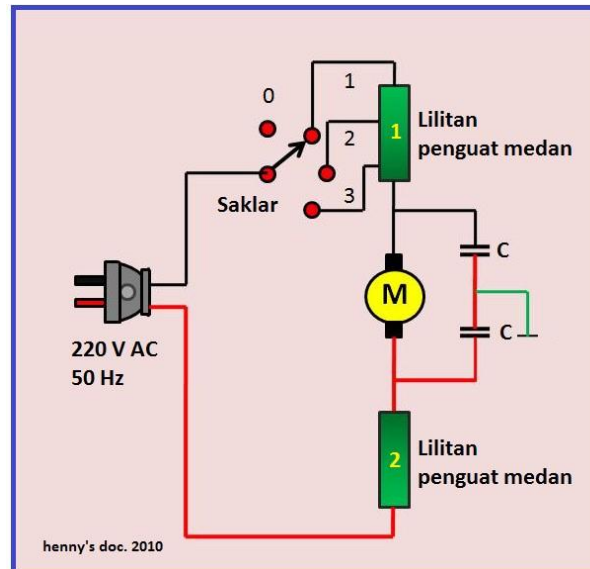 0
1
2
3
Saklar
1
Lilitan
penguat medan
C
M
C
220 V AC
50 Hz
2
Lilitan
penguat medan
henny's doc. 2010